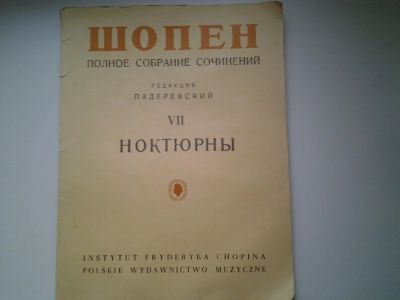 ШОПЕН
ПОЛНОЕ СОБРАНИЕ СОЧИНЕНИЙ
РЕДАКЦИЯ
ПАДЕРЕВСКИЙ
VII
НОКТЮРНЫ
INSTYTUT FRYDERYKA CHOPINA
POLSKIE WYDAWNICTWO MUZYCZNE